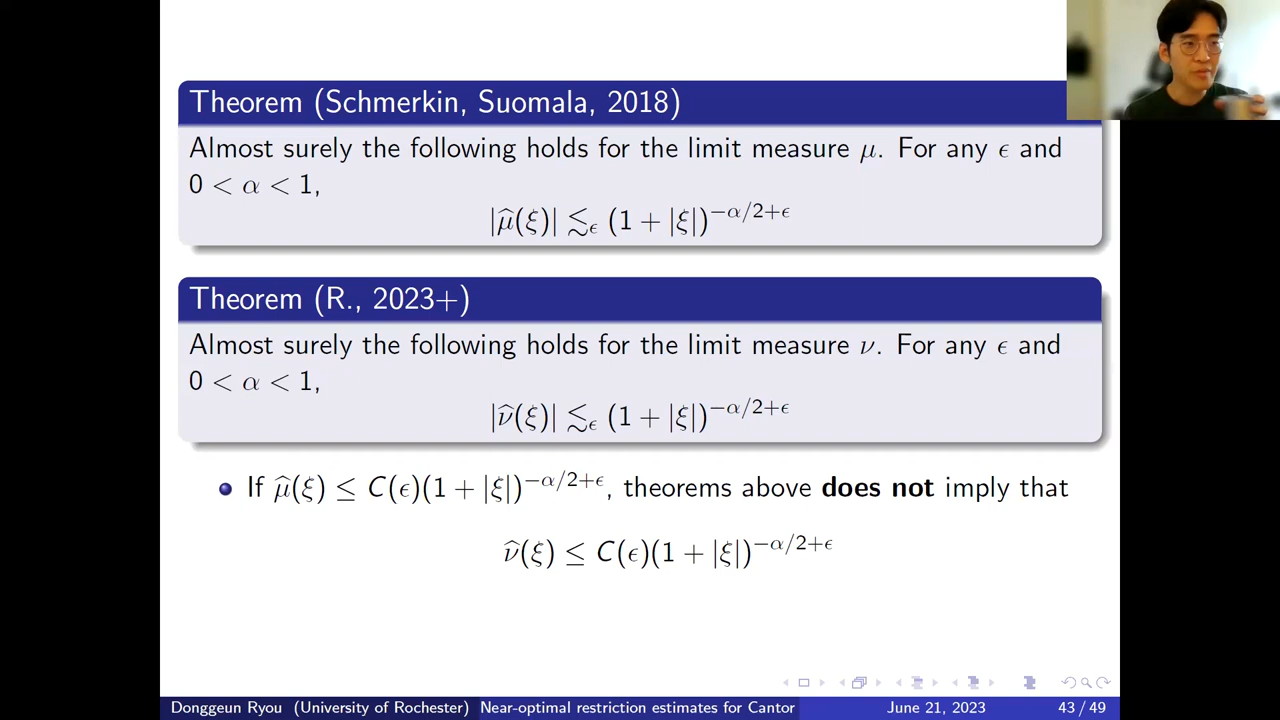 Theorem (Schmerkin, Suomala, 2018)
Almost surely the following holds for the limit measure μ. For any ϵ and
0 < α < 1,
|μ̂(ξ)| ≲_ϵ (1 + |ξ|)^{−α/2+ϵ}
Theorem (R., 2023+)
Almost surely the following holds for the limit measure ν. For any ϵ and
0 < α < 1,
|ν̂(ξ)| ≲_ϵ (1 + |ξ|)^{−α/2+ϵ}
If μ̂(ξ) ≤ C(ϵ)(1 + |ξ|)^{−α/2+ϵ}, theorems above does not imply that
ν̂(ξ) ≤ C(ϵ)(1 + |ξ|)^{−α/2+ϵ}
Donggeun Ryou (University of Rochester) Near-optimal restriction estimates for Cantor June 21, 2023 43 / 49